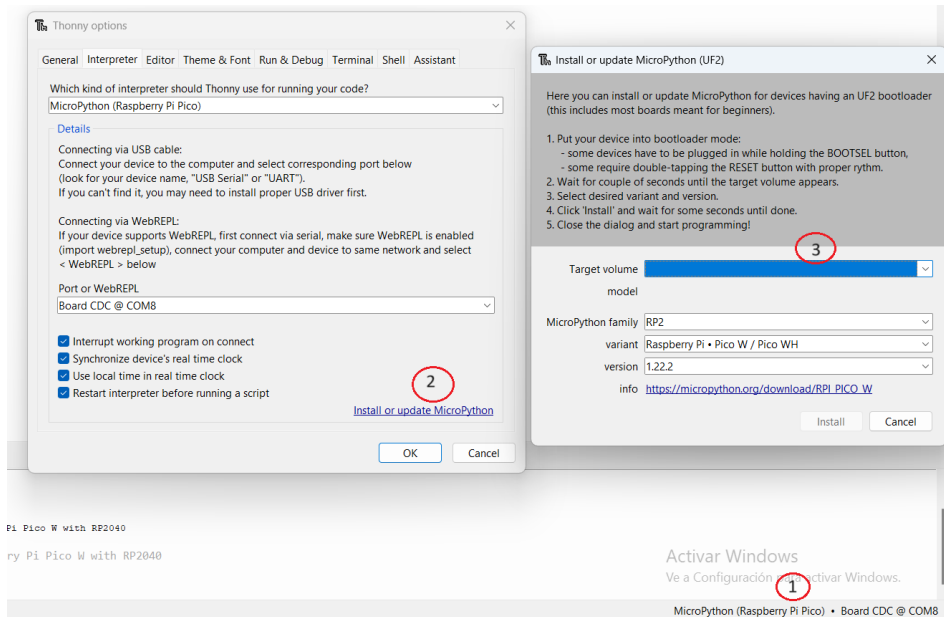 Thonny options
General Interpreter Editor Theme & Font Run & Debug Terminal Shell Assistant
Which kind of interpreter should Thonny use for running your code?
MicroPython (Raspberry Pi Pico)
Details
Connecting via USB cable:
Connect your device to the computer and select corresponding port below
(look for your device name, "USB Serial" or "UART").
If you can't find it, you may need to install proper USB driver first.
Connecting via WebREPL:
If your device supports WebREPL, first connect via serial, make sure WebREPL is enabled
(import webrepl_setup), connect your computer and device to same network and select
< WebREPL > below
Port or WebREPL
Board CDC @ COM8
Interrupt working program on connect
Synchronize device's real time clock
Use local time in real time clock
Restart interpreter before running a script
2
Install or update MicroPython
OK Cancel
Install or update MicroPython (UF2)
Here you can install or update MicroPython for devices having an UF2 bootloader
(this includes most boards meant for beginners).
1. Put your device into bootloader mode:
- some devices have to be plugged in while holding the BOOTSEL button,
- some require double-tapping the RESET button with proper rythm.
2. Wait for couple of seconds until the target volume appears.
3. Select desired variant and version.
4. Click 'Install' and wait for some seconds until done.
5. Close the dialog and start programming!
3
Target volume
model
MicroPython family RP2
variant Raspberry Pi • Pico W / Pico WH
version 1.22.2
info https://micropython.org/download/RPI_PICO_W
Install Cancel
Pi Pico W with RP2040
ry Pi Pico W with RP2040
Activar Windows
Ve a Configuración para activar Windows.
1
MicroPython (Raspberry Pi Pico) • Board CDC @ COM8